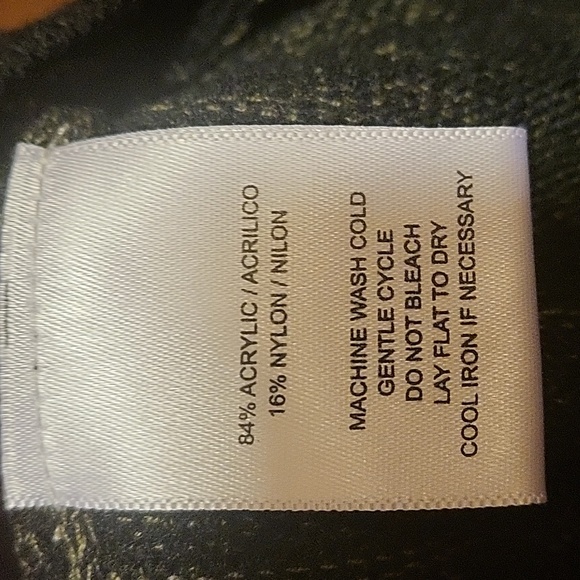 84% ACRYLIC / ACRILICO
16% NYLON / NILON
MACHINE WASH COLD
GENTLE CYCLE
DO NOT BLEACH
LAY FLAT TO DRY
COOL IRON IF NECESSARY